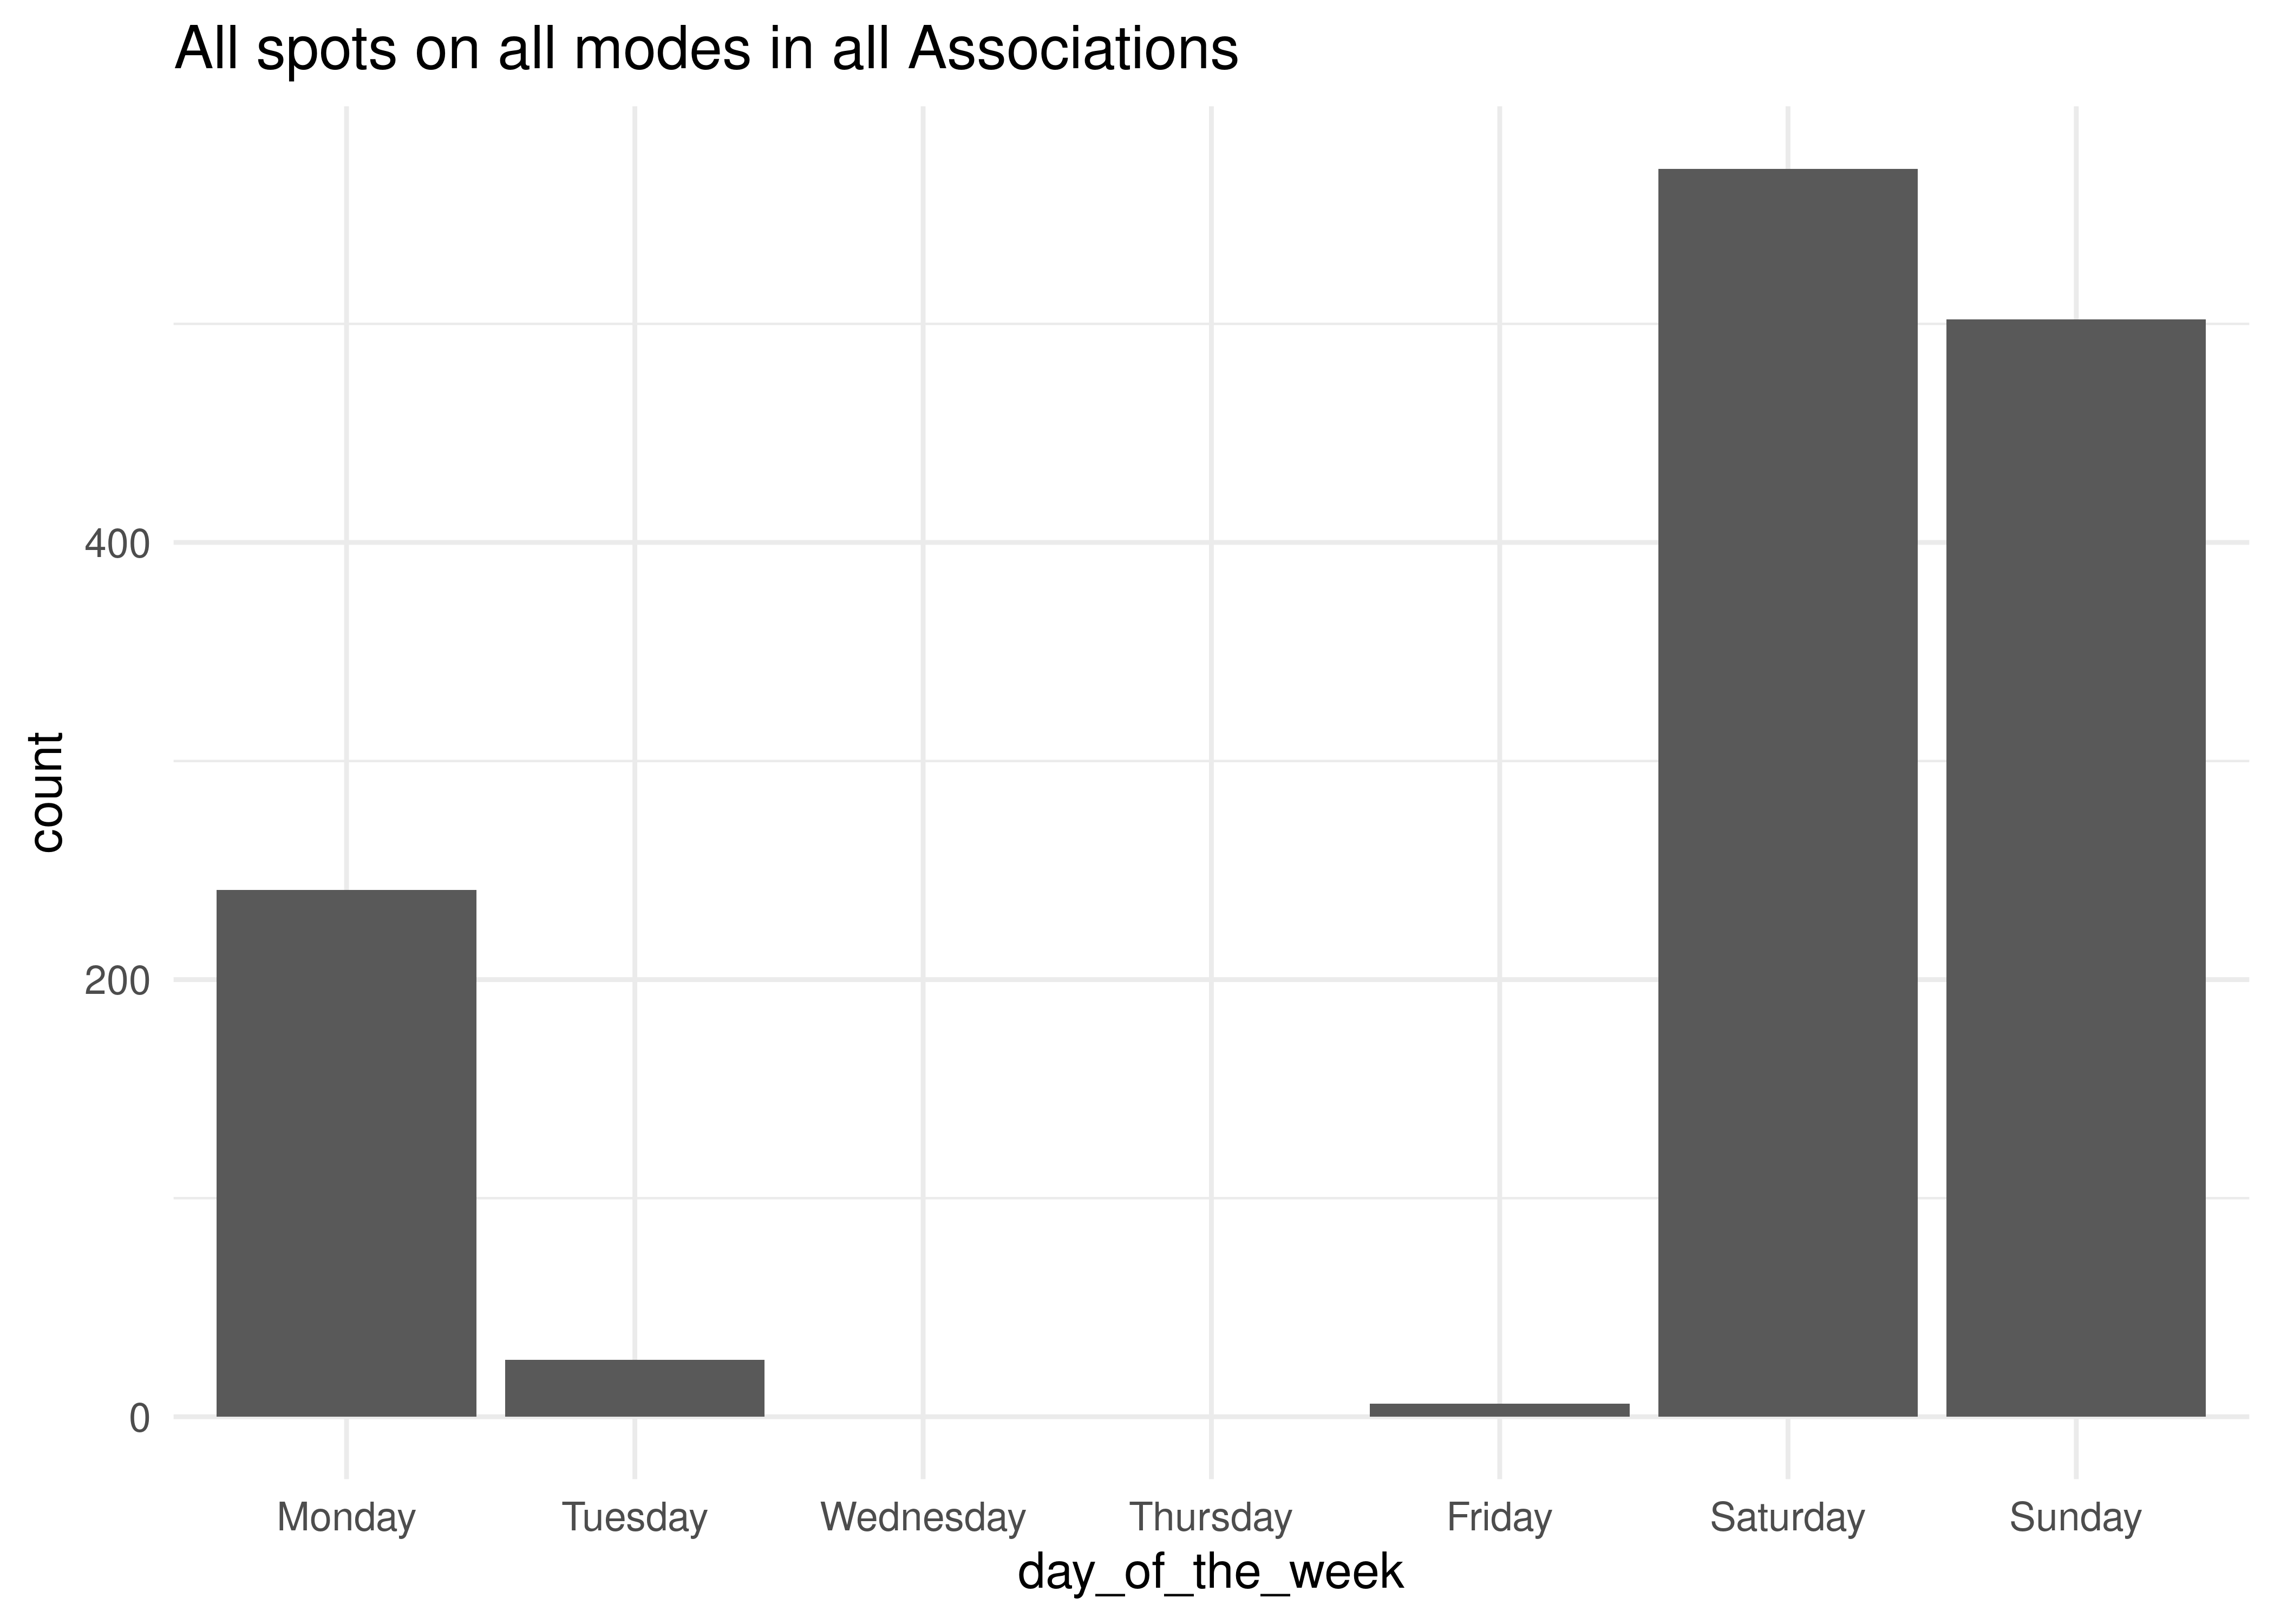 All spots on all modes in all Associations
count
400
200
0
Monday Tuesday Wednesday Thursday Friday Saturday Sunday
day_of_the_week